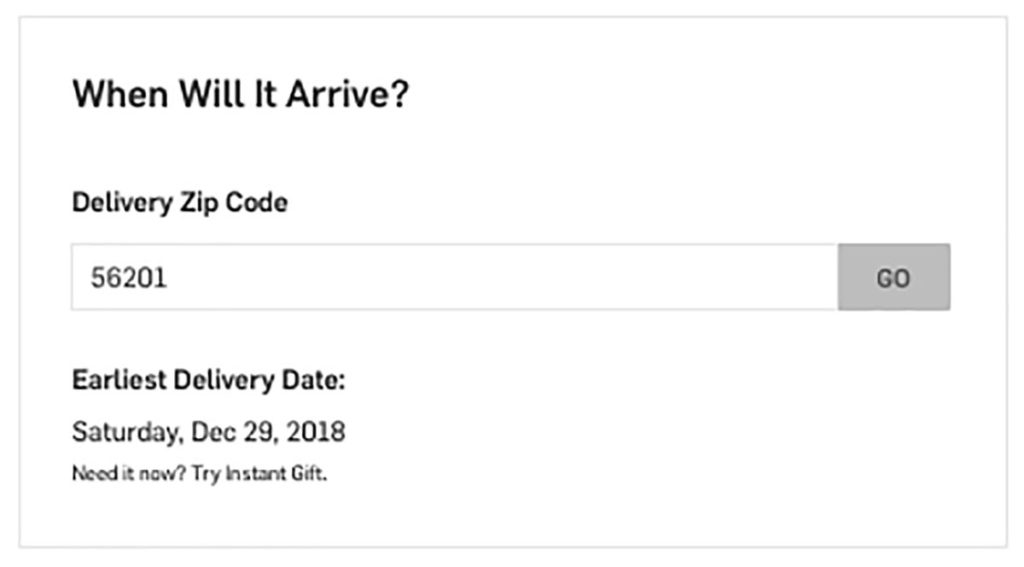 When Will It Arrive?
Delivery Zip Code
56201
GO
Earliest Delivery Date:
Saturday, Dec 29, 2018
Need it now? Try Instant Gift.